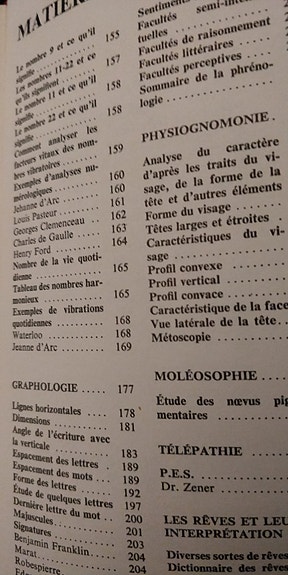 MATIÈRE
Le nombre 9 et ce qu'il
signifie 155
Les nombres 11-22 et ce
qu'ils signifient 157
Le nombre 11 et ce qu'il
signifie 158
Le nombre 22 et ce qu'il
signifie 158
Comment analyser les
facteurs vitaux des nom-
bres vibratoires 159
Exemples d'analyses nu-
mérologiques 160
Jehanne d'Arc 160
Louis Pasteur 161
Georges Clemenceau 162
Charles de Gaulle 163
Henry Ford 164
Nombre de la vie quoti-
dienne 165
Tableau des nombres har-
monieux 165
Exemples de vibrations
quotidiennes 168
Waterloo 168
Jeanne d'Arc 169
GRAPHOLOGIE 177
Lignes horizontales 178
Dimensions 181
Angle de l'écriture avec
la verticale 183
Espacement des lettres 189
Espacement des mots 189
Forme des lettres 192
Étude de quelques lettres 197
Dernière lettre du mot 200
Majuscules 201
Signatures 203
Benjamin Franklin 204
Marat 204
Robespierre 204
Sentiments
Facultés semi-intel
tuelles
Facultés de raisonnement
Facultés littéraires
Facultés perceptives
Sommaire de la phréno-
logie
PHYSIOGNOMONIE
Analyse du caractère
d'après les traits du vi-
sage, de la forme de la
tête et d'autres éléments
Forme du visage
Têtes larges et étroites
Caractéristiques du vi-
sage
Profil convexe
Profil vertical
Profil convace
Caractéristique de la face
Vue latérale de la tête
Métoscopie
MOLÉOSOPHIE
Étude des nœvus pig
mentaires
TÉLÉPATHIE
P.E.S.
Dr. Zener
LES RÊVES ET LEU
INTERPRÉTATION
Diverses sortes de rêves
Dictionnaire des rêves